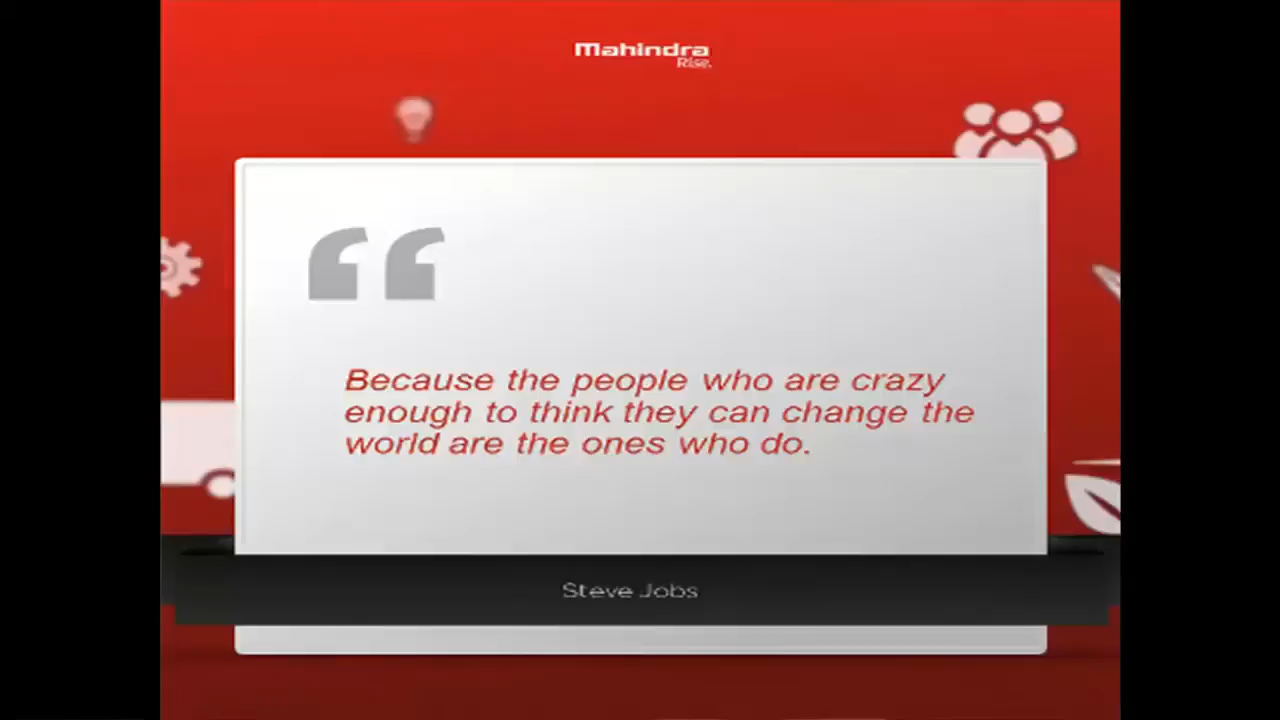 Mahindra
Rise.
Because the people who are crazy
enough to think they can change the
world are the ones who do.
Steve Jobs